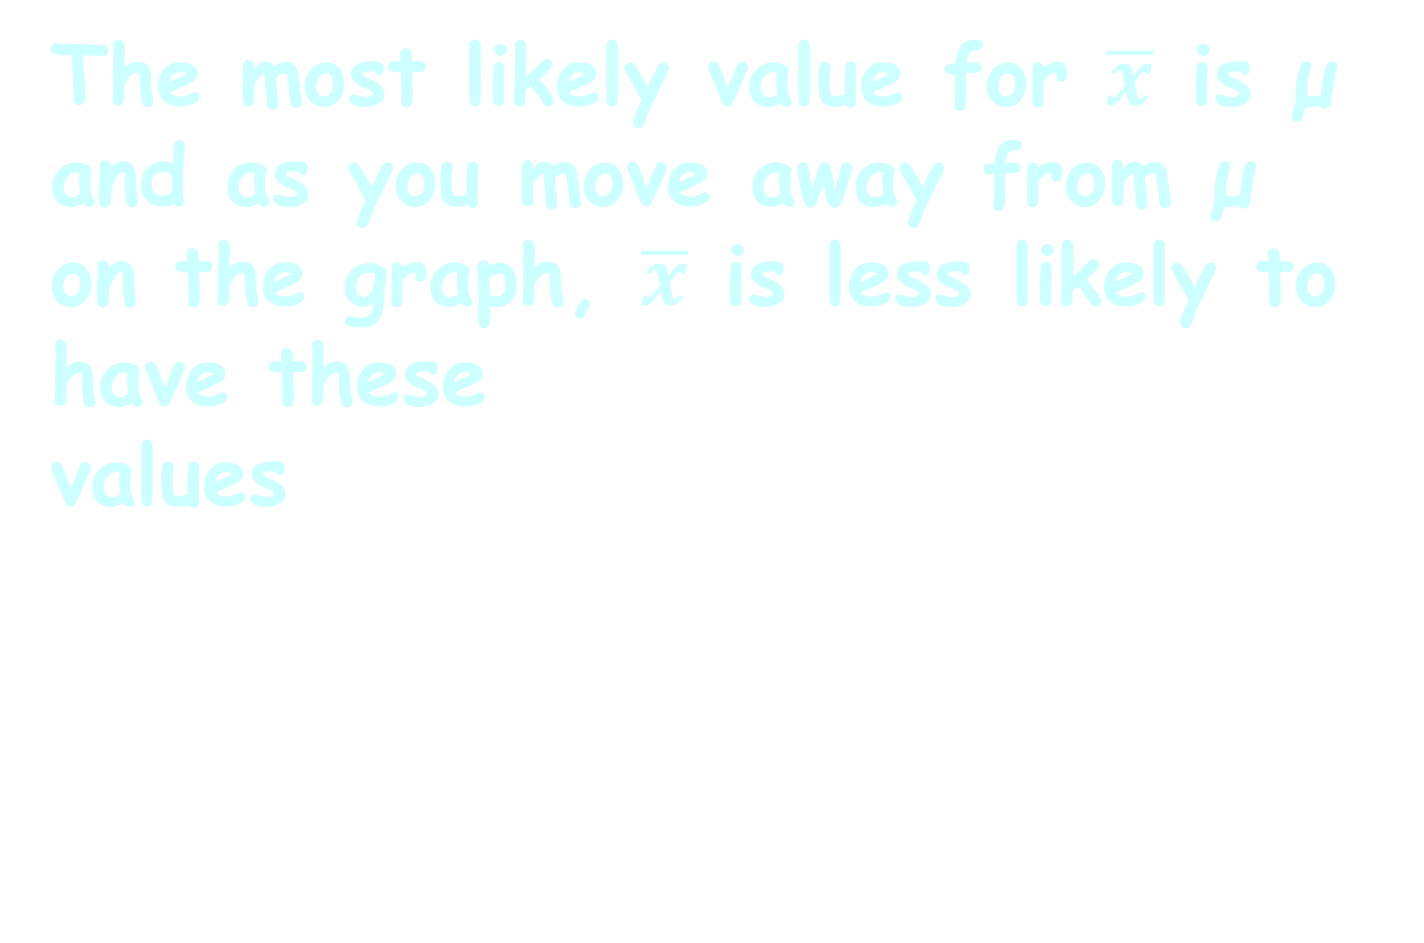 The most likely value for x̅ is μ
and as you move away from μ
on the graph, x̅ is less likely to
have these
values